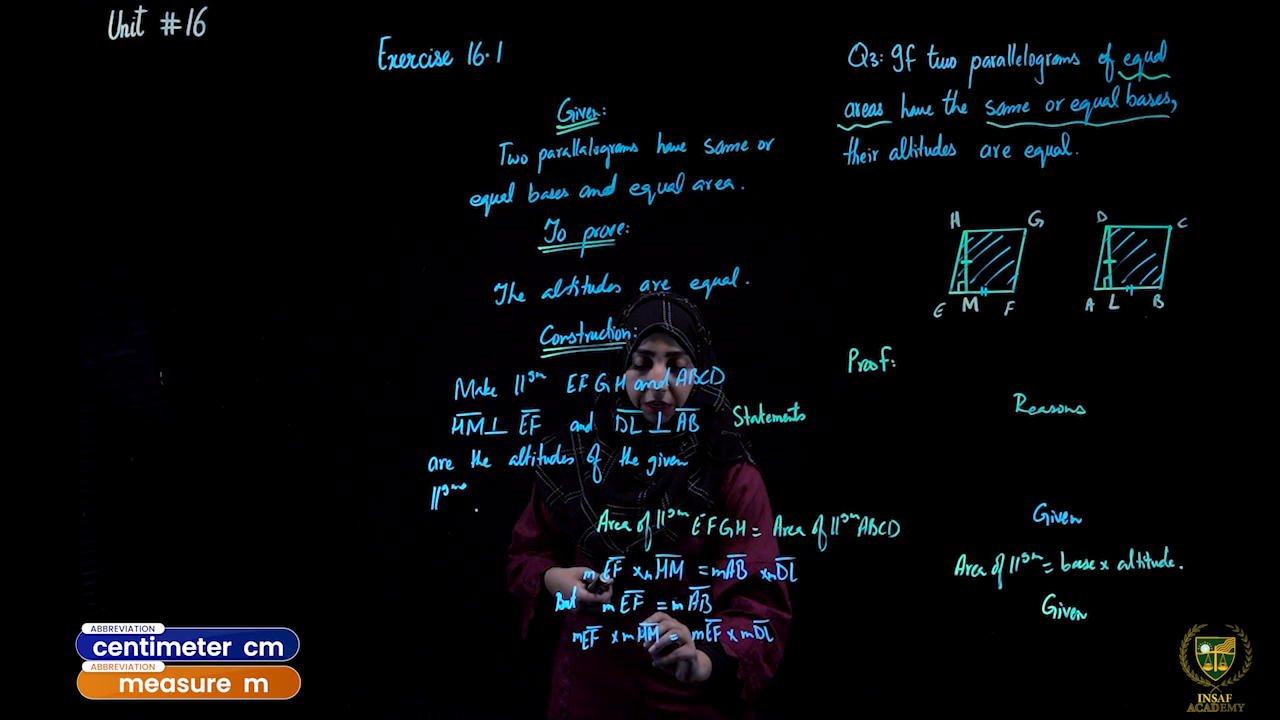 Unit #16
Exercise 16.1
Given:
Two parallalograms have same or
equal bases and equal area.
To prove:
The altitudes are equal.
Construction:
Make ||gm EFGH and ABCD
HM ⊥ EF and DL ⊥ AB
are the altitudes of the given
||gms.
Q3: If two parallelograms of equal
areas have the same or equal bases,
their altitudes are equal.
H G D C
E M F A L B
Proof:
Statements Reasons
Area of ||gm EFGH = Area of ||gm ABCD Given
mEF × mHM = mAB × mDL Area of ||gm = base × altitude.
But mEF = mAB Given
mEF × mHM = mEF × mDL
ABBREVIATION
centimeter cm
ABBREVIATION
measure m
INSAF
ACADEMY